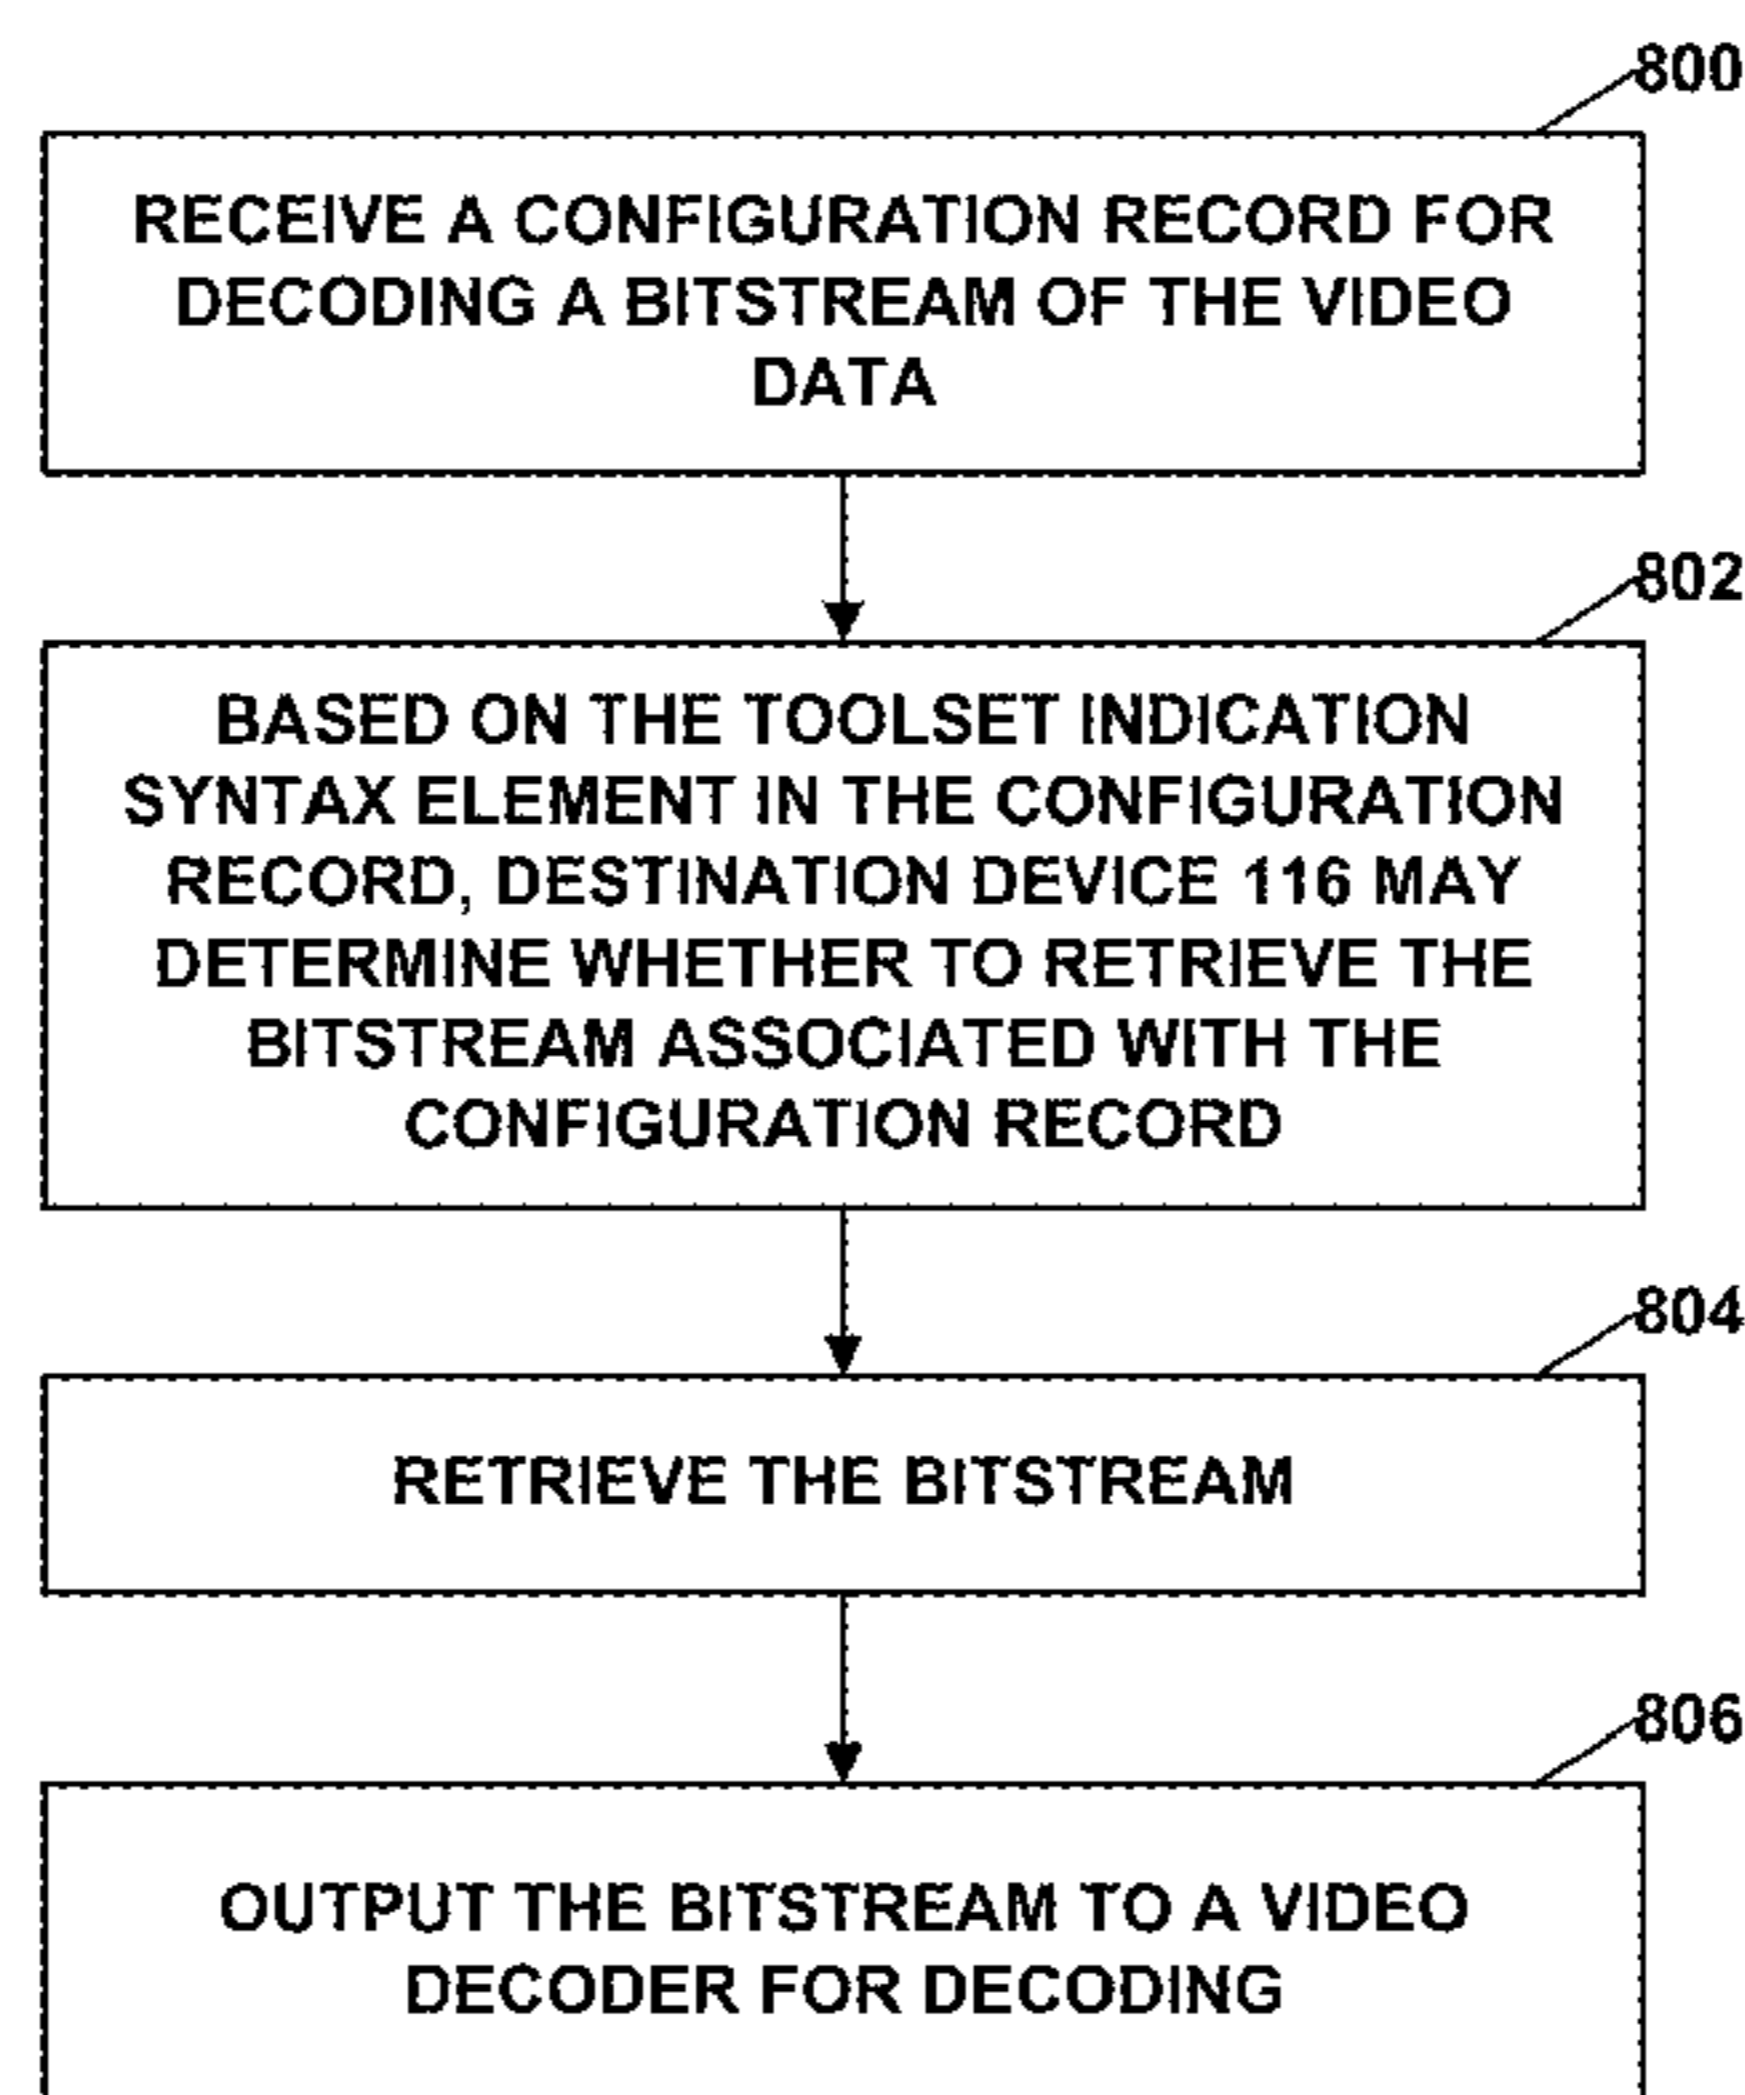 800
RECEIVE A CONFIGURATION RECORD FOR
DECODING A BITSTREAM OF THE VIDEO
DATA
802
BASED ON THE TOOLSET INDICATION
SYNTAX ELEMENT IN THE CONFIGURATION
RECORD, DESTINATION DEVICE 116 MAY
DETERMINE WHETHER TO RETRIEVE THE
BITSTREAM ASSOCIATED WITH THE
CONFIGURATION RECORD
804
RETRIEVE THE BITSTREAM
806
OUTPUT THE BITSTREAM TO A VIDEO
DECODER FOR DECODING